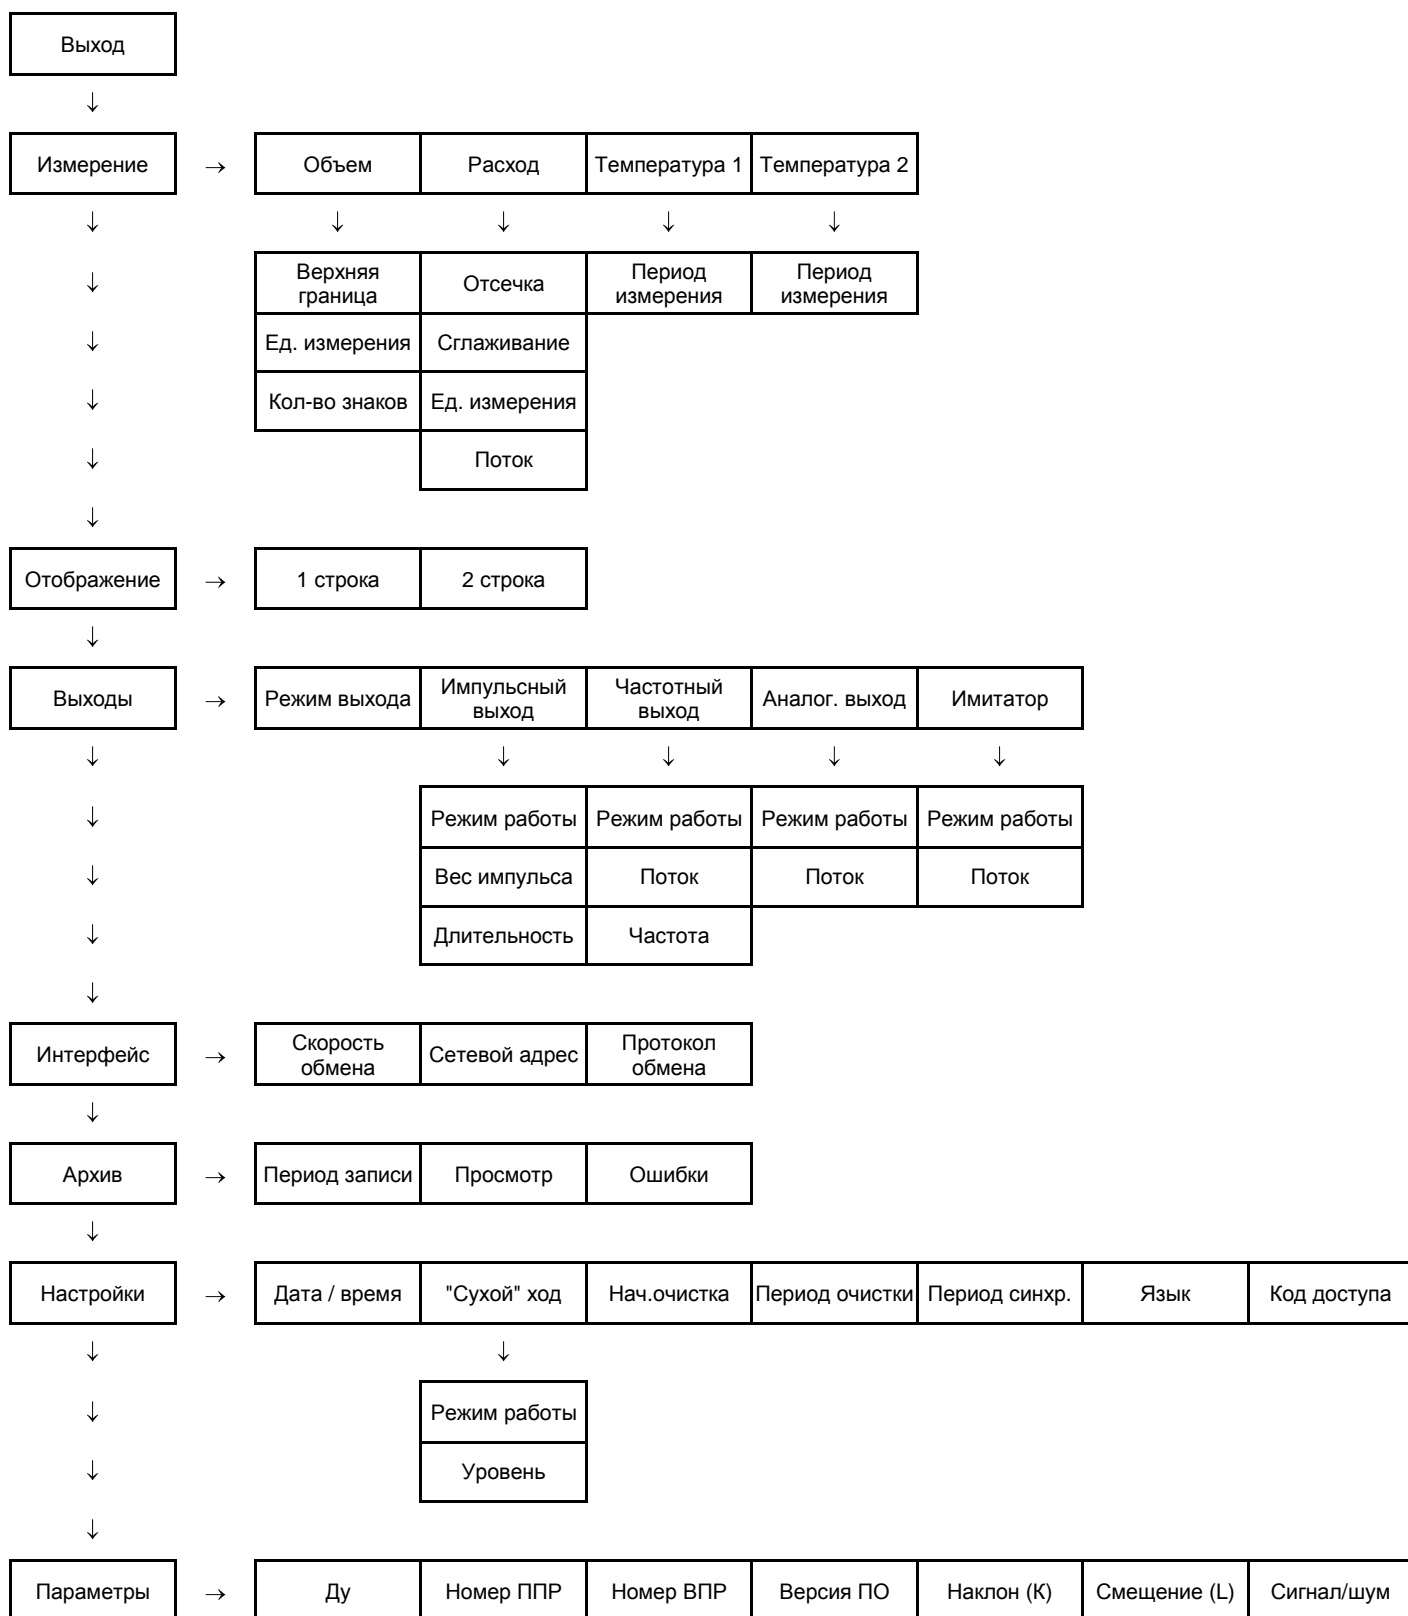 Выход
↓
Измерение → Объем Расход Температура 1 Температура 2
↓ ↓ ↓ ↓ ↓
↓ Верхняя граница Отсечка Период измерения Период измерения
↓ Ед. измерения Сглаживание
↓ Кол-во знаков Ед. измерения
↓ Поток
↓
Отображение → 1 строка 2 строка
↓
Выходы → Режим выхода Импульсный выход Частотный выход Аналог. выход Имитатор
↓ ↓ ↓ ↓ ↓
↓ Режим работы Режим работы Режим работы Режим работы
↓ Вес импульса Поток Поток Поток
↓ Длительность Частота
↓
Интерфейс → Скорость обмена Сетевой адрес Протокол обмена
↓
Архив → Период записи Просмотр Ошибки
↓
Настройки → Дата / время "Сухой" ход Нач.очистка Период очистки Период синхр. Язык Код доступа
↓ ↓
↓ Режим работы
↓ Уровень
↓
Параметры → Ду Номер ППР Номер ВПР Версия ПО Наклон (К) Смещение (L) Сигнал/шум